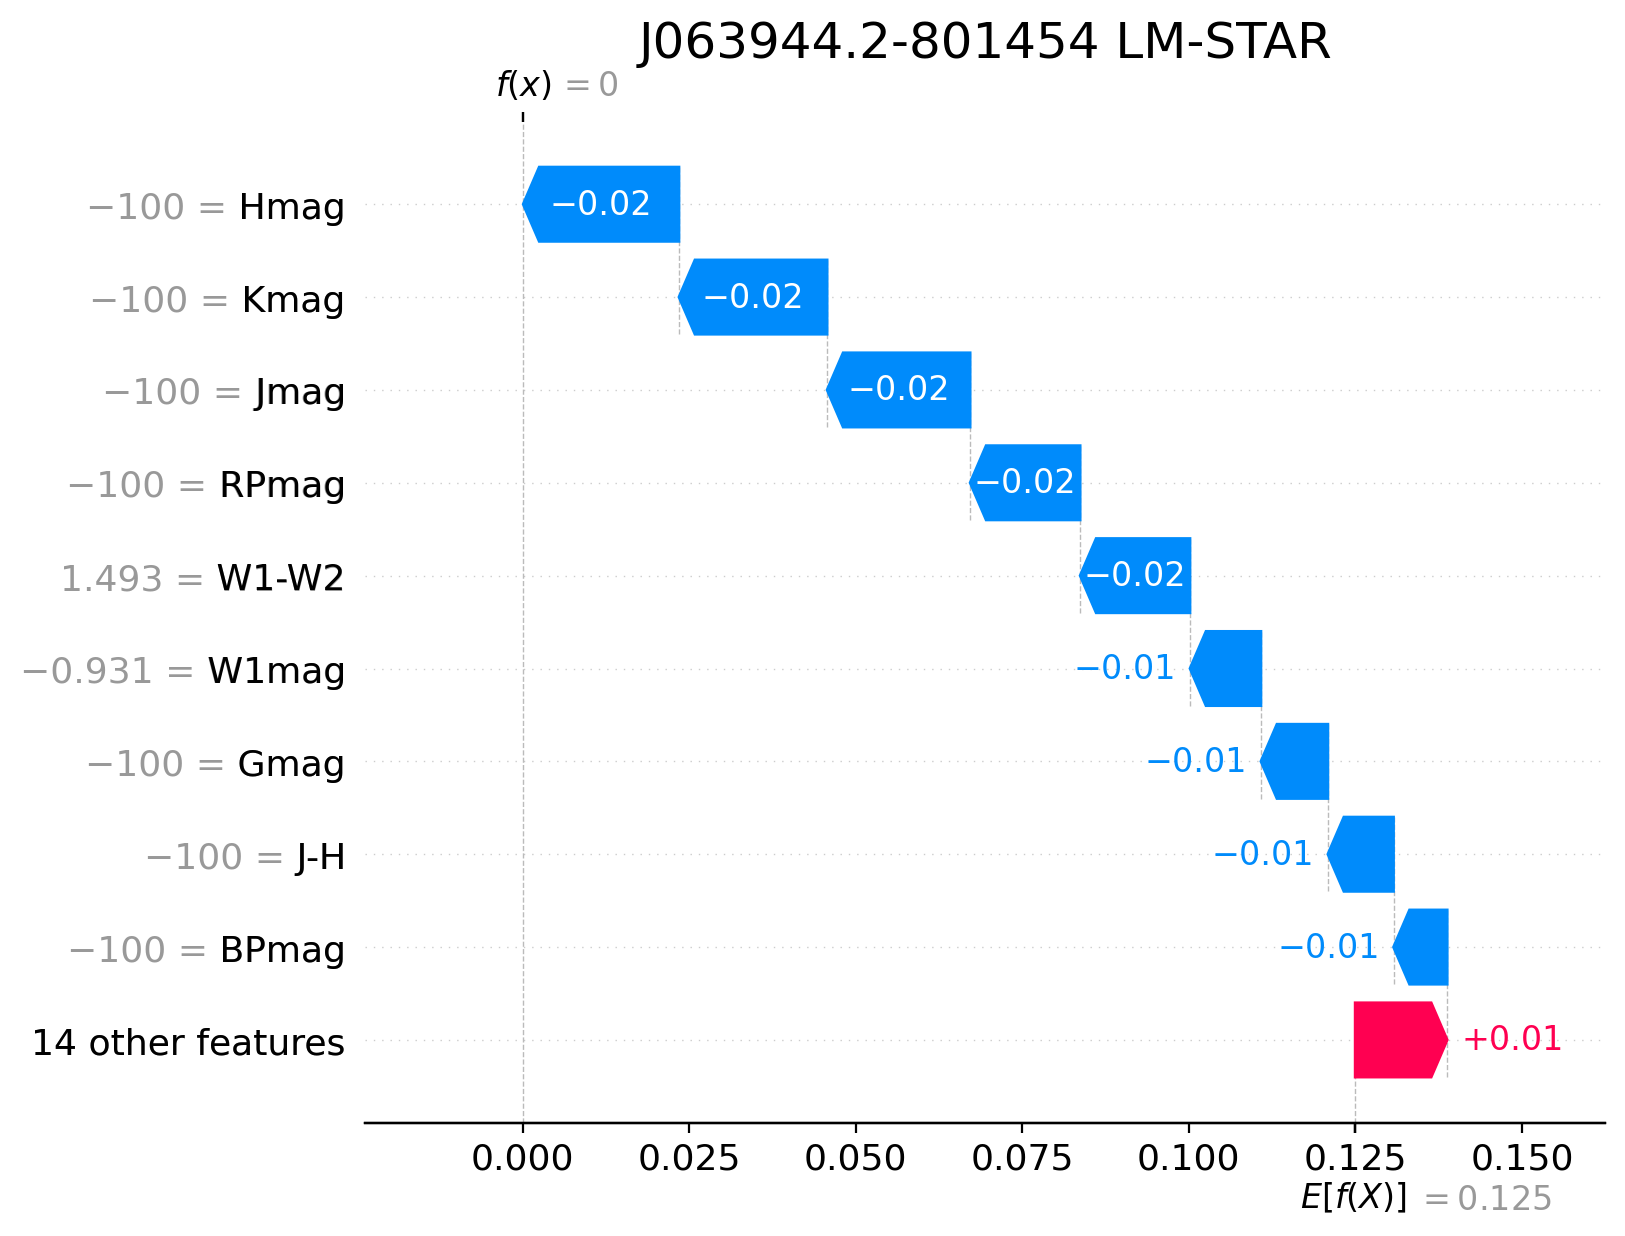 J063944.2-801454 LM-STAR
f(x) = 0
−100 = Hmag −0.02
−100 = Kmag −0.02
−100 = Jmag −0.02
−100 = RPmag −0.02
1.493 = W1-W2 −0.02
−0.931 = W1mag −0.01
−100 = Gmag −0.01
−100 = J-H −0.01
−100 = BPmag −0.01
14 other features +0.01
0.000 0.025 0.050 0.075 0.100 0.125 0.150
E[f(X)] = 0.125